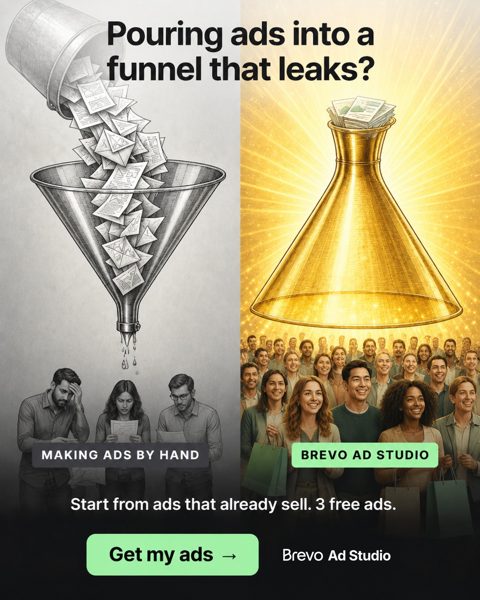 Pouring ads into a
funnel that leaks?
MAKING ADS BY HAND
BREVO AD STUDIO
Start from ads that already sell. 3 free ads.
Get my ads →
Brevo Ad Studio